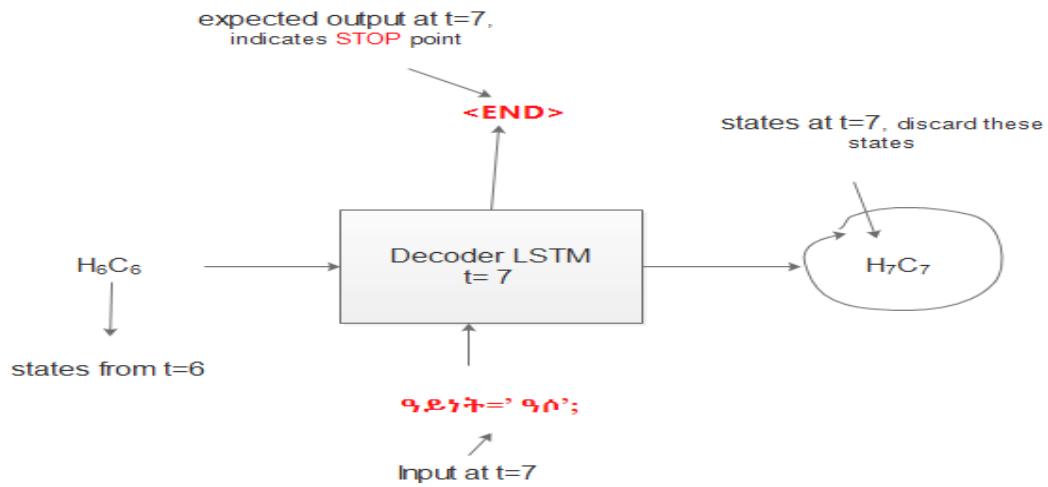 expected output at t=7,
indicates STOP point
<END>
states at t=7, discard these
states
Decoder LSTM
t= 7
H₆C₆
H₇C₇
states from t=6
ዓይነት=’ ዓሶ’;
Input at t=7